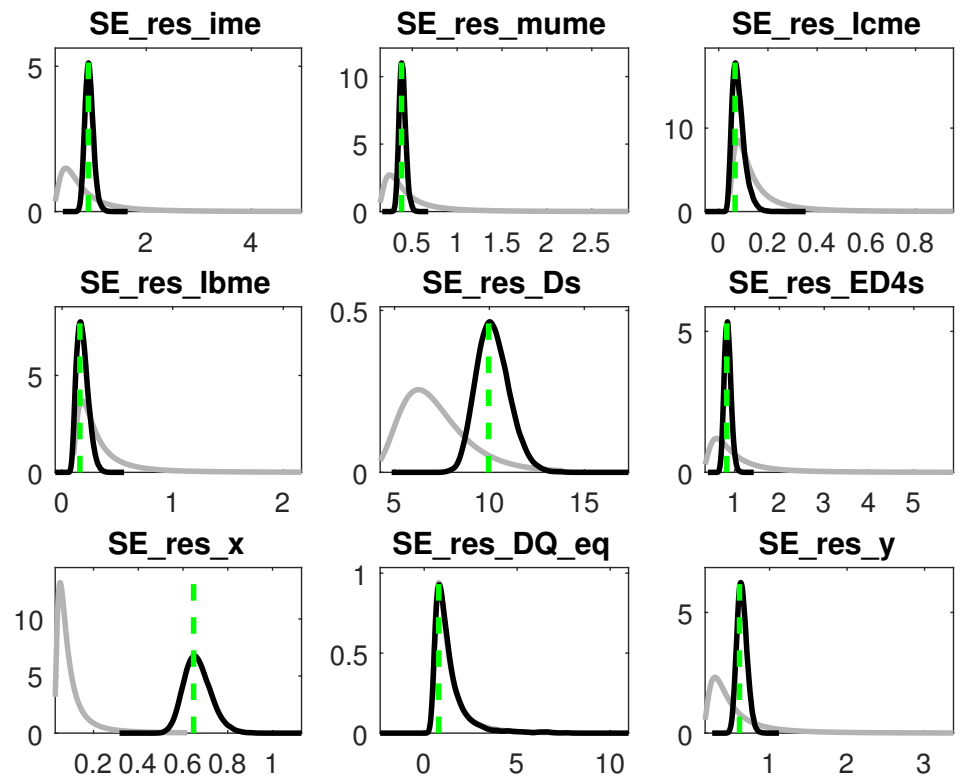 SE_res_ime SE_res_mume SE_res_lcme
5 10 5 0 10 0
0
2 4 0.5 1 1.5 2 2.5 0 0.2 0.4 0.6 0.8
SE_res_lbme SE_res_Ds SE_res_ED4s
5 0 0.5 0 5 0
0 1 2 5 10 15 1 2 3 4 5
SE_res_x SE_res_DQ_eq SE_res_y
10 5 0 1 0.5 0 5 0
0.2 0.4 0.6 0.8 1 0 5 10 1 2 3